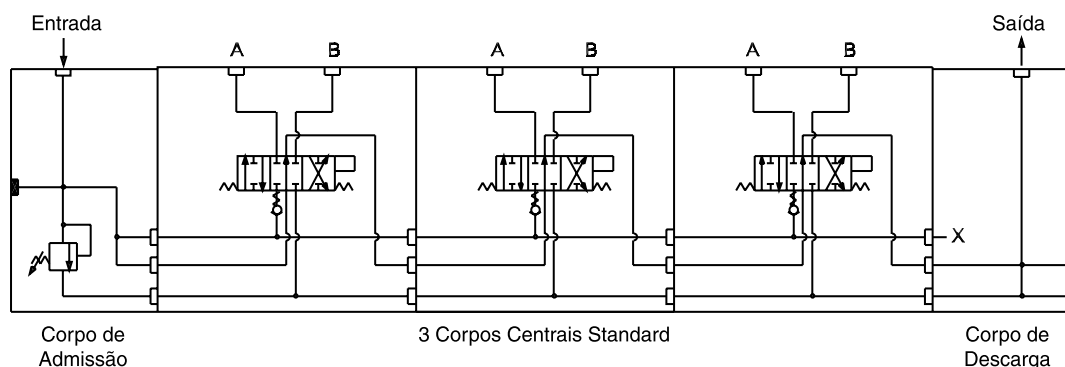 Entrada
Saída
A B A B A B
X
Corpo de
Admissão
3 Corpos Centrais Standard
Corpo de
Descarga